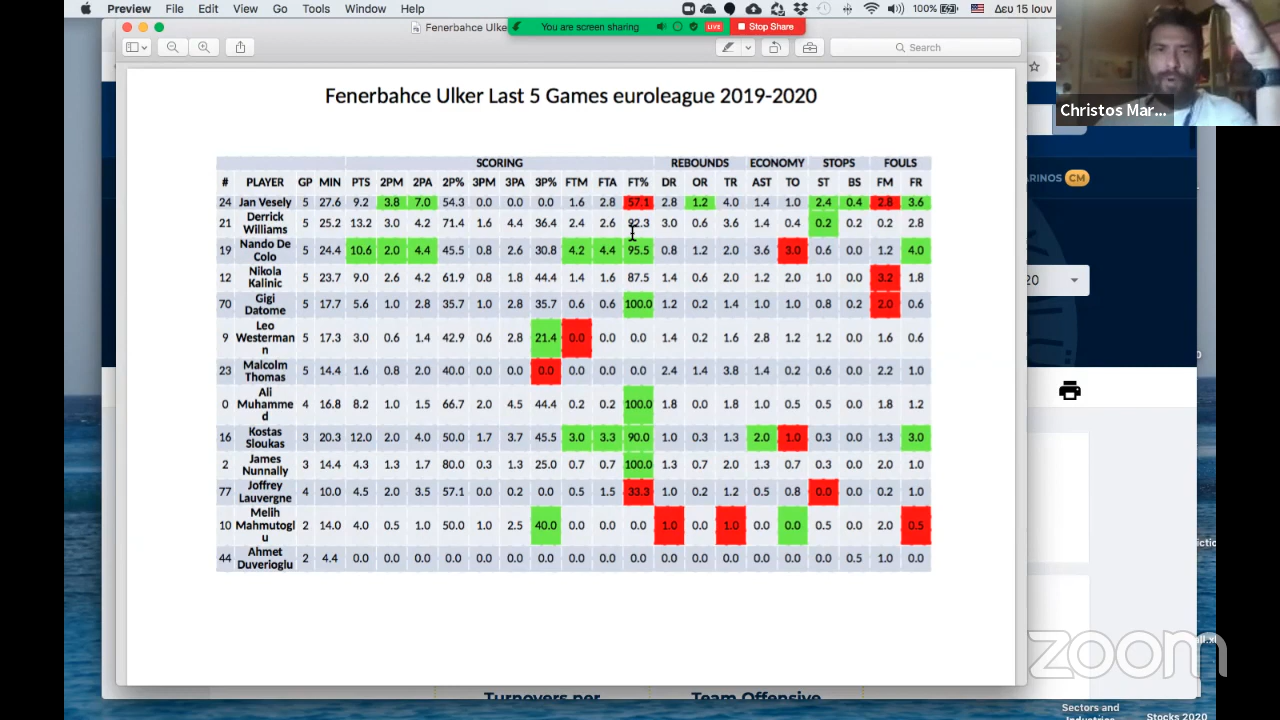 Preview File Edit View Go Tools Window Help 100% Δευ 15 Ιουν
Fenerbahce Ulke
You are screen sharing LIVE Stop Share
Search
Christos Mar...
Fenerbahce Ulker Last 5 Games euroleague 2019-2020
SCORING REBOUNDS ECONOMY STOPS FOULS
# PLAYER GP MIN PTS 2PM 2PA 2P% 3PM 3PA 3P% FTM FTA FT% DR OR TR AST TO ST BS FM FR
24 Jan Vesely 5 27.6 9.2 3.8 7.0 54.3 0.0 0.0 0.0 1.6 2.8 57.1 2.8 1.2 4.0 1.4 1.0 2.4 0.4 2.8 3.6
Derrick
21 Williams 5 25.2 13.2 3.0 4.2 71.4 1.6 4.4 36.4 2.4 2.6 92.3 3.0 0.6 3.6 1.4 0.4 0.2 0.2 0.2 2.8
Nando De
19 Colo 5 24.4 10.6 2.0 4.4 45.5 0.8 2.6 30.8 4.2 4.4 95.5 0.8 1.2 2.0 3.6 3.0 0.6 0.0 1.2 4.0
Nikola
12 Kalinic 5 20.7 9.0 2.6 4.2 61.9 0.8 1.8 44.4 1.4 1.6 87.5 1.4 0.6 2.0 1.2 2.0 1.0 0.0 3.2 1.8
Gigi
70 Datome 5 17.7 5.6 1.0 2.8 35.7 1.0 2.8 35.7 0.6 0.6 100.0 1.2 0.2 1.4 1.0 1.0 0.8 0.2 2.0 0.6
Leo
9 Westerman 5 17.3 3.0 0.6 1.4 42.9 0.6 2.8 21.4 0.0 0.0 0.0 1.4 0.2 1.6 2.8 1.2 1.2 0.0 1.6 0.6
n
Malcolm
23 Thomas 5 14.4 1.6 0.8 2.0 40.0 0.0 0.0 0.0 0.0 0.0 0.0 2.4 1.4 3.8 1.4 0.2 0.6 0.0 2.2 1.0
Ali
0 Muhamme 4 16.8 8.2 1.0 1.5 66.7 2.0 4.5 44.4 0.2 0.2 100.0 1.8 0.0 1.8 1.0 0.5 0.5 0.0 1.8 1.2
d
Kostas
16 Sloukas 3 20.3 12.0 2.0 4.0 50.0 1.7 3.7 45.5 3.0 3.3 90.0 1.0 0.3 1.3 2.0 1.0 0.3 0.0 1.3 3.0
James
2 Nunnally 3 14.4 4.3 1.3 1.7 80.0 0.3 1.3 25.0 0.7 0.7 100.0 1.3 0.7 2.0 1.3 0.7 0.3 0.0 2.0 1.0
Joffrey
77 Lauvergne 4 10.0 4.5 2.0 3.5 57.1 0.0 0.2 0.0 0.5 1.5 33.3 1.0 0.2 1.2 0.5 0.8 0.0 0.0 0.2 1.0
Melih
10 Mahmutogl 2 14.0 4.0 0.5 1.0 50.0 1.0 2.5 40.0 0.0 0.0 0.0 1.0 0.0 1.0 0.0 0.0 0.5 0.0 2.0 0.5
u
Ahmet
44 Duverioglu 2 4.4 0.0 0.0 0.0 0.0 0.0 0.0 0.0 0.0 0.0 0.0 0.0 0.0 0.0 0.0 0.0 0.0 0.5 1.0 0.0
RINOS CM
20
zoom
Turnovers per Team Offensive
Sectors and
Stocks 2020